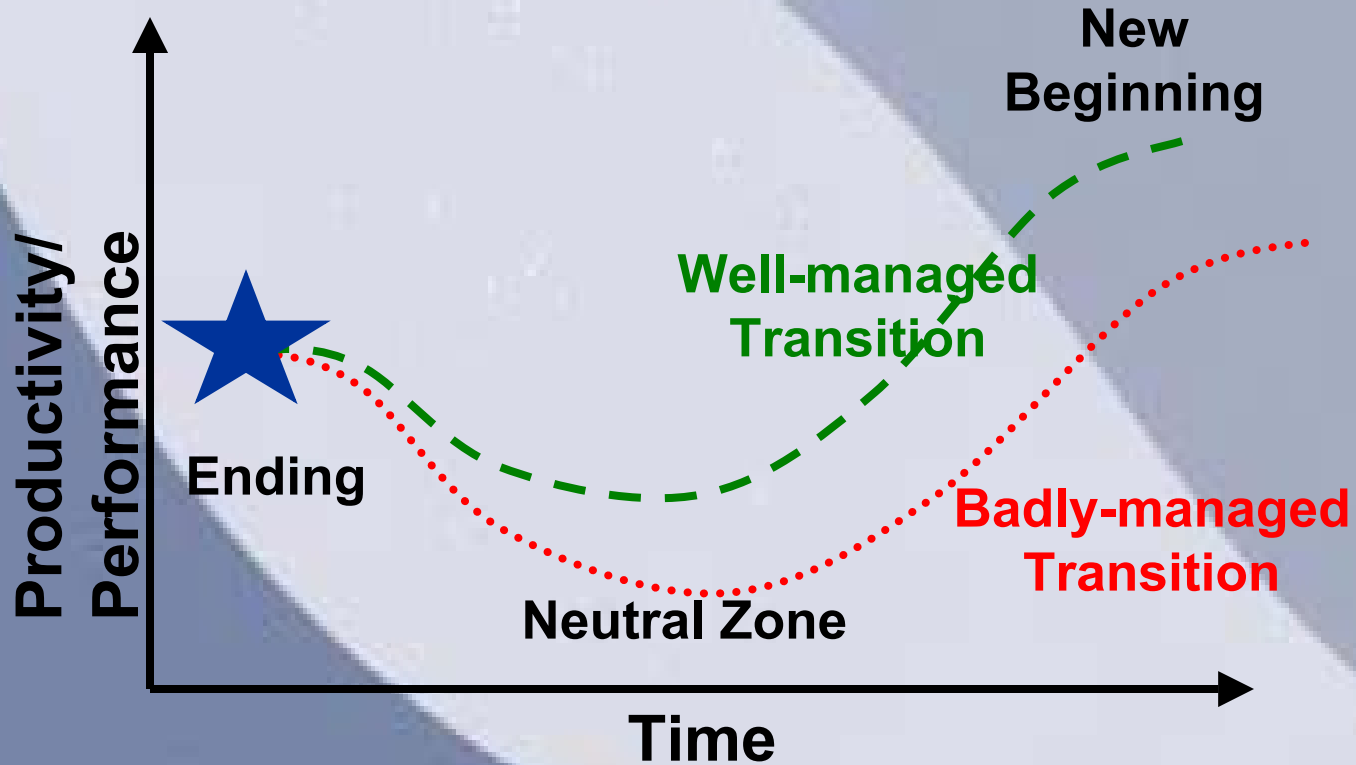 New
Beginning
Productivity/
Performance
Well-managed
Transition
Ending
Badly-managed
Transition
Neutral Zone
Time